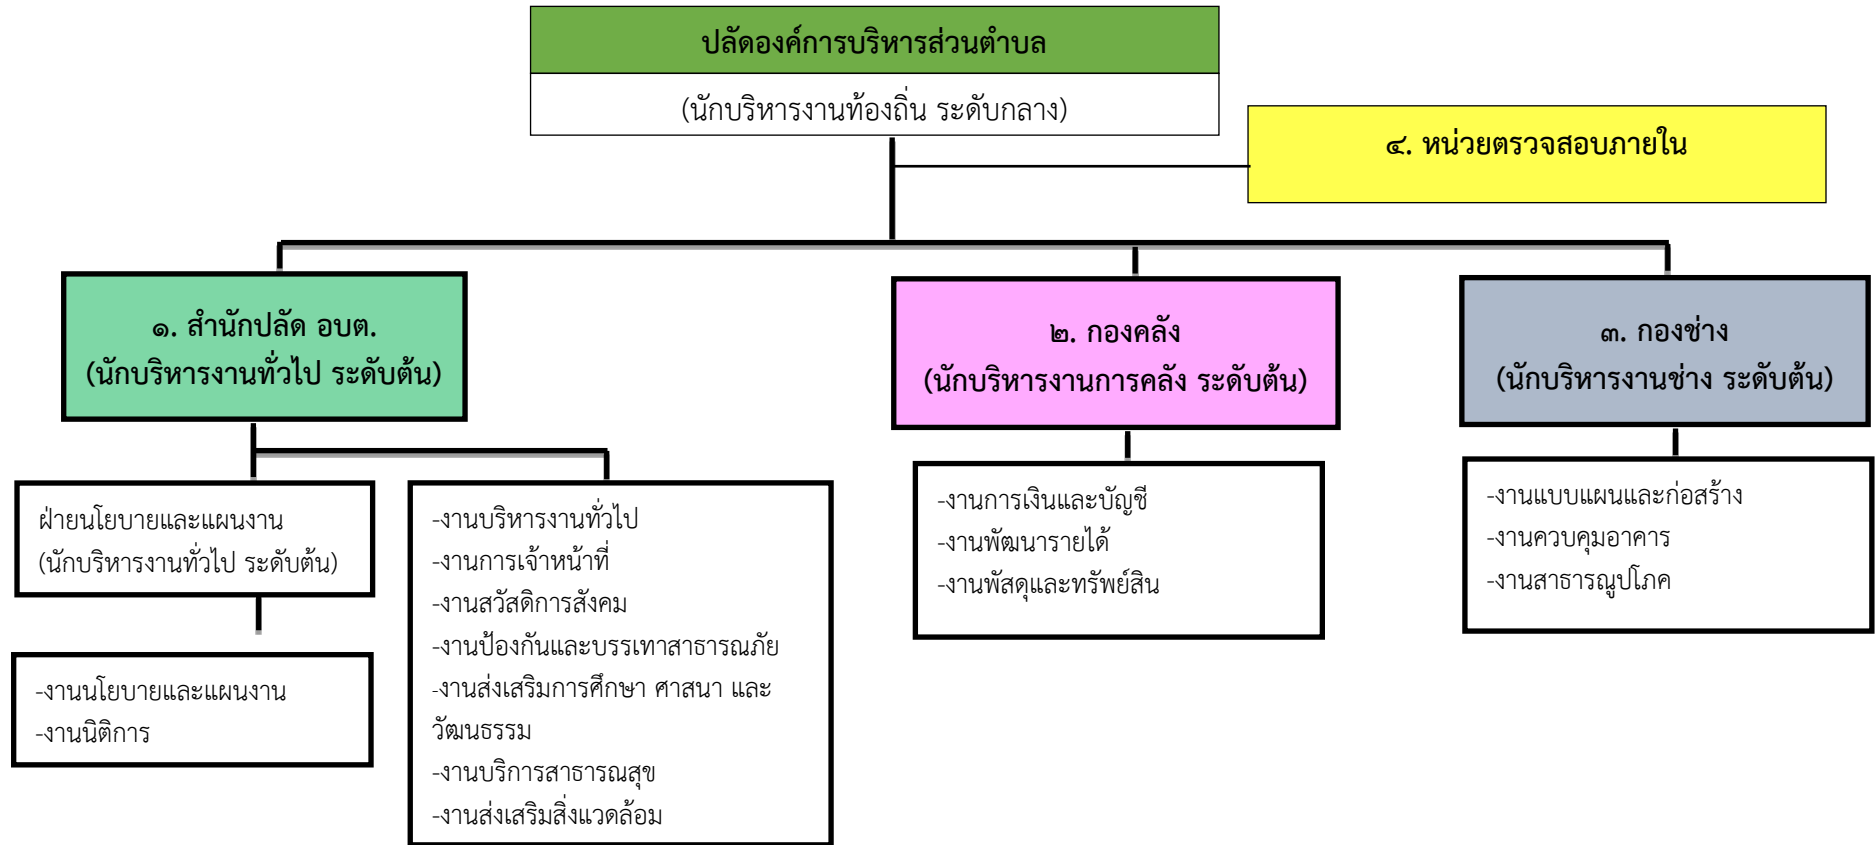 ปลัดองค์การบริหารส่วนตำบล
(นักบริหารงานท้องถิ่น ระดับกลาง)
๔. หน่วยตรวจสอบภายใน
๑. สำนักปลัด อบต.
(นักบริหารงานทั่วไป ระดับต้น)
๒. กองคลัง
(นักบริหารงานการคลัง ระดับต้น)
๓. กองช่าง
(นักบริหารงานช่าง ระดับต้น)
ฝ่ายนโยบายและแผนงาน
(นักบริหารงานทั่วไป ระดับต้น)
-งานนโยบายและแผนงาน
-งานนิติการ
-งานบริหารงานทั่วไป
-งานการเจ้าหน้าที่
-งานสวัสดิการสังคม
-งานป้องกันและบรรเทาสาธารณภัย
-งานส่งเสริมการศึกษา ศาสนา และ
วัฒนธรรม
-งานบริการสาธารณสุข
-งานส่งเสริมสิ่งแวดล้อม
-งานการเงินและบัญชี
-งานพัฒนารายได้
-งานพัสดุและทรัพย์สิน
-งานแบบแผนและก่อสร้าง
-งานควบคุมอาคาร
-งานสาธารณูปโภค